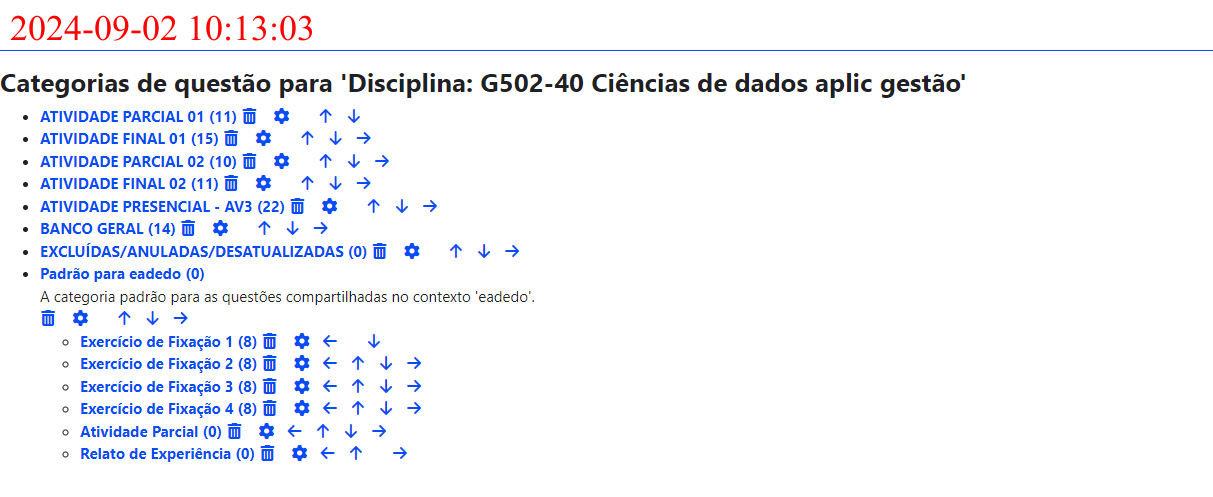 2024-09-02 10:13:03
Categorias de questão para 'Disciplina: G502-40 Ciências de dados aplic gestão'
ATIVIDADE PARCIAL 01 (11)
ATIVIDADE FINAL 01 (15)
ATIVIDADE PARCIAL 02 (10)
ATIVIDADE FINAL 02 (11)
ATIVIDADE PRESENCIAL - AV3 (22)
BANCO GERAL (14)
EXCLUÍDAS/ANULADAS/DESATUALIZADAS (0)
Padrão para eadedo (0)
A categoria padrão para as questões compartilhadas no contexto 'eadedo'.
Exercício de Fixação 1 (8)
Exercício de Fixação 2 (8)
Exercício de Fixação 3 (8)
Exercício de Fixação 4 (8)
Atividade Parcial (0)
Relato de Experiência (0)